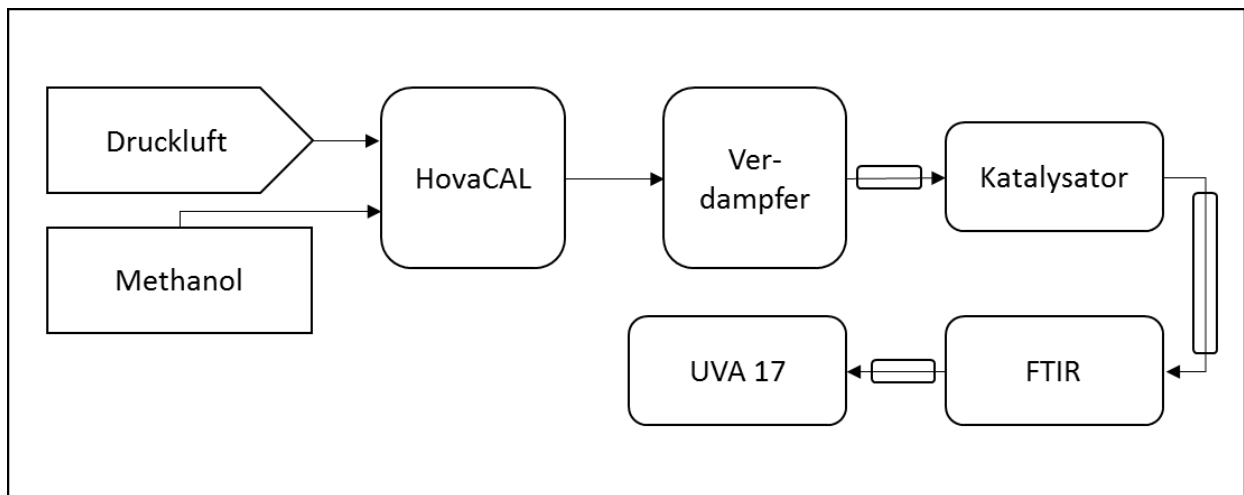 Druckluft
Methanol
HovaCAL
Ver-
dampfer
Katalysator
UVA 17
FTIR